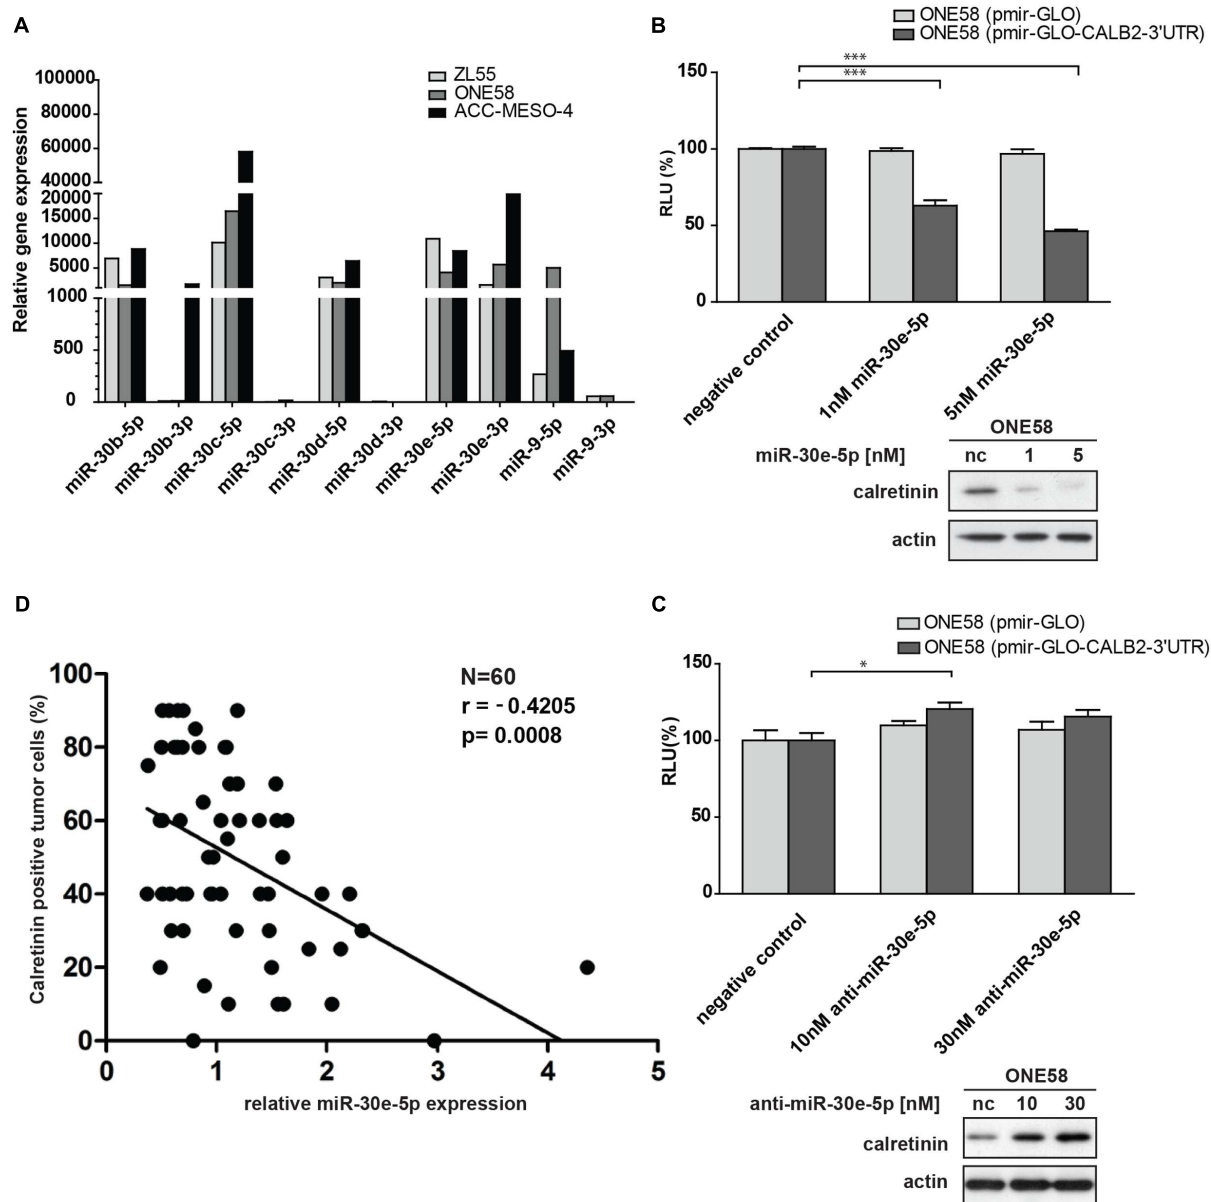 A
100000
80000
60000
40000
20000
15000
10000
5000
1000
500
0
Relative gene expression
ZL55
ONE58
ACC-MESO-4
miR-30b-5p
miR-30b-3p
miR-30c-5p
miR-30c-3p
miR-30d-5p
miR-30d-3p
miR-30e-5p
miR-30e-3p
miR-9-5p
miR-9-3p
B
ONE58 (pmir-GLO)
ONE58 (pmir-GLO-CALB2-3'UTR)
150
100
50
0
RLU (%)
***
***
negative control
1nM miR-30e-5p
5nM miR-30e-5p
ONE58
miR-30e-5p [nM] nc 1 5
calretinin
actin
D
100
80
60
40
20
0
Calretinin positive tumor cells (%)
N=60
r = - 0.4205
p= 0.0008
0 1 2 3 4 5
relative miR-30e-5p expression
C
ONE58 (pmir-GLO)
ONE58 (pmir-GLO-CALB2-3'UTR)
150
100
50
0
RLU(%)
*
negative control
10nM anti-miR-30e-5p
30nM anti-miR-30e-5p
ONE58
anti-miR-30e-5p [nM] nc 10 30
calretinin
actin